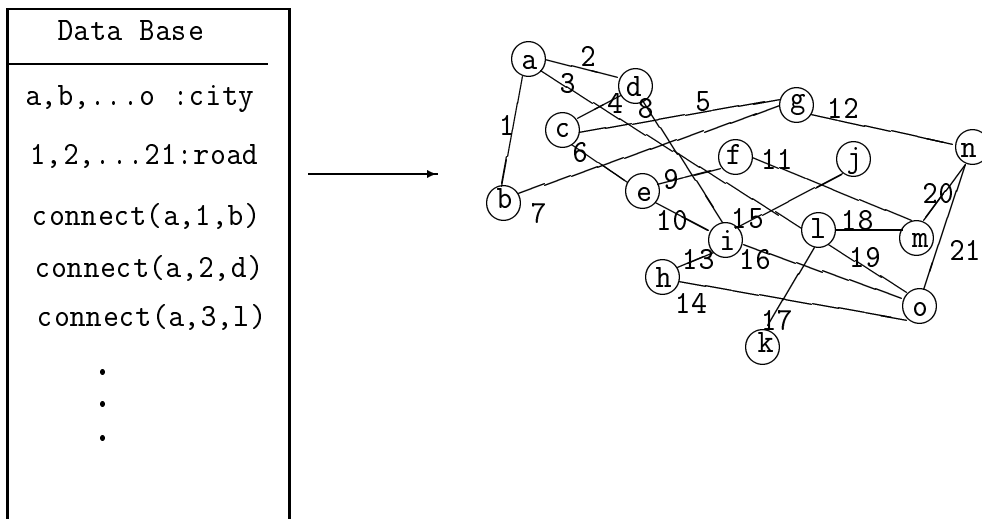 Data Base
a,b,...o :city
1,2,...21:road
connect(a,1,b)
connect(a,2,d)
connect(a,3,l)
.
.
.
a
2
d
3
4
8
5
g
12
c
1
6
f
11
j
n
b
7
e
9
10
15
l
18
m
20
i
13
16
19
21
h
14
17
o
k